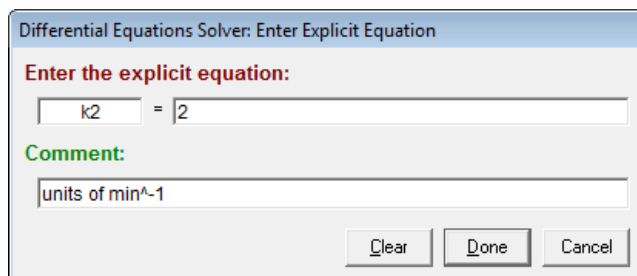 Differential Equations Solver: Enter Explicit Equation
Enter the explicit equation:
k2 = 2
Comment:
units of min^-1
Clear Done Cancel